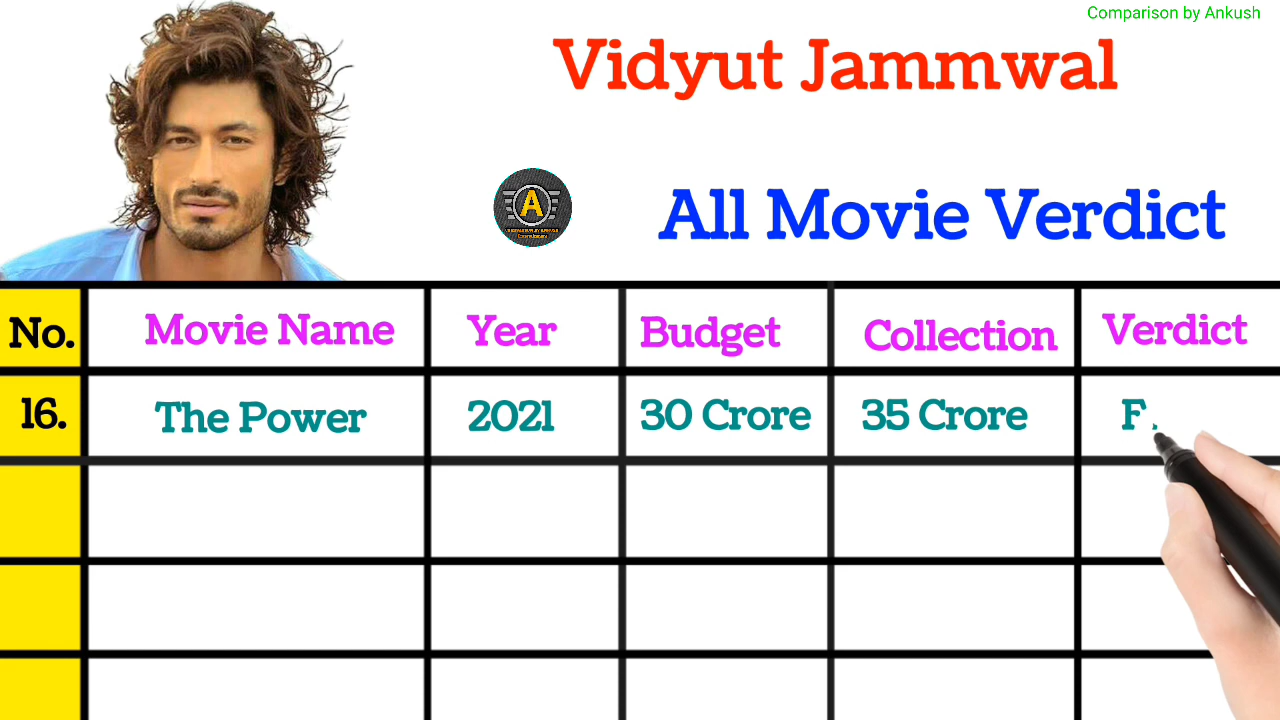 Comparison by Ankush
Vidyut Jammwal
A
All Movie Verdict
No. Movie Name Year Budget Collection Verdict
16. The Power 2021 30 Crore 35 Crore F